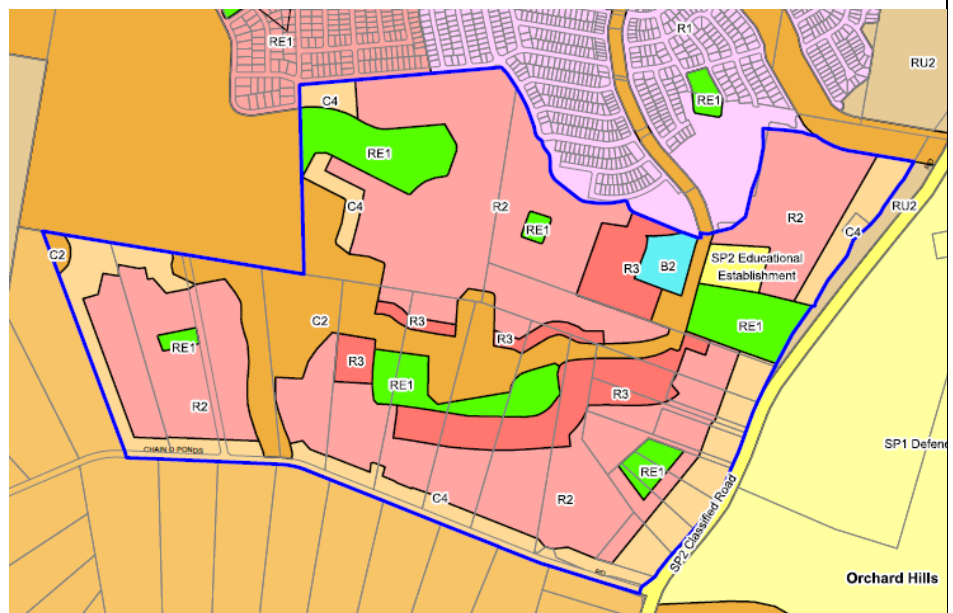 R1
RE1
RU2
C4
RE1
RE1
C4
R2
RE1
R2
RU2
C4
C2
R3
B2
SP2 Educational
Establishment
RE1
C2
R3
R3
RE1
R3
RE1
R3
R2
CHAIN O PONDS
SP1 Defenc
RE1
C4
R2
SP2 Classified Road
RD
Orchard Hills